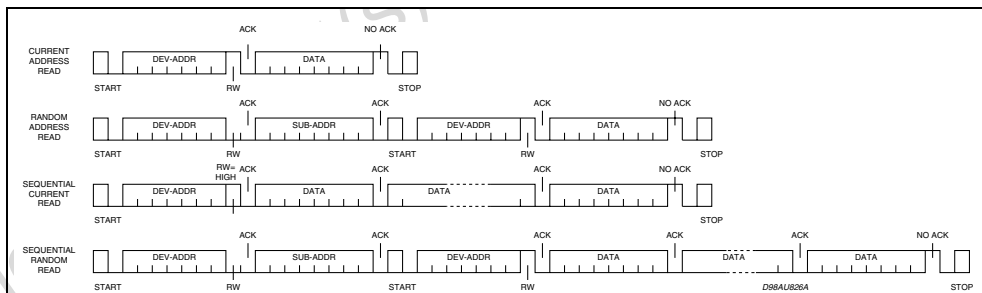 ACK NO ACK
CURRENT
ADDRESS
READ
DEV-ADDR DATA
START RW STOP
ACK ACK ACK NO ACK
RANDOM
ADDRESS
READ
DEV-ADDR SUB-ADDR DEV-ADDR DATA
START RW START RW STOP
RW=
HIGH
ACK ACK ACK NO ACK
SEQUENTIAL
CURRENT
READ
DEV-ADDR DATA DATA DATA
START STOP
ACK ACK ACK ACK ACK NO ACK
SEQUENTIAL
RANDOM
READ
DEV-ADDR SUB-ADDR DEV-ADDR DATA DATA DATA
START RW START RW D98AU826A STOP